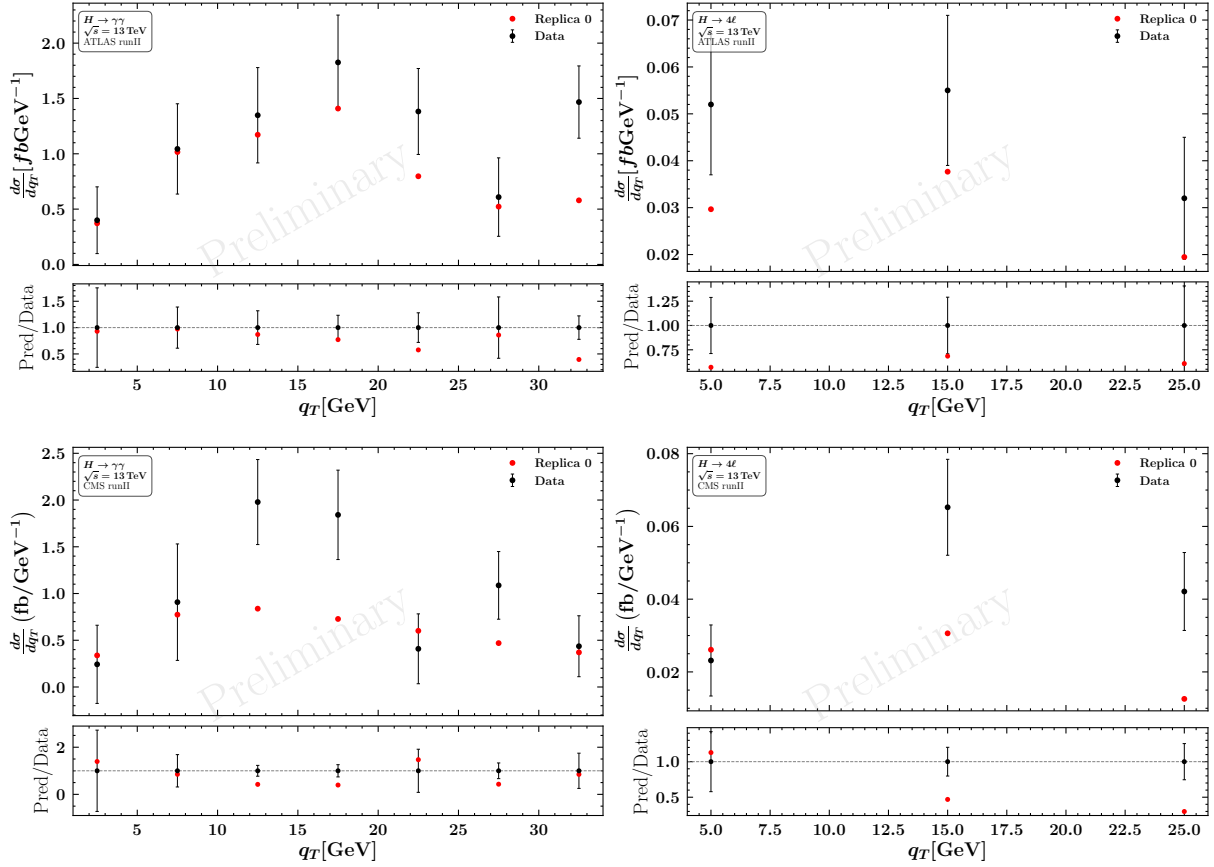 H → γγ
√s = 13 TeV
ATLAS runII
Replica 0
Data
dσ/dq_T [fbGeV⁻¹]
2.0
1.5
1.0
0.5
0.0
Preliminary
Pred/Data
1.5
1.0
0.5
5 10 15 20 25 30
q_T[GeV]
H → 4ℓ
√s = 13 TeV
ATLAS runII
Replica 0
Data
dσ/dq_T [fbGeV⁻¹]
0.07
0.06
0.05
0.04
0.03
0.02
Preliminary
Pred/Data
1.25
1.00
0.75
5.0 7.5 10.0 12.5 15.0 17.5 20.0 22.5 25.0
q_T[GeV]
H → γγ
√s = 13 TeV
CMS runII
Replica 0
Data
dσ/dq_T (fb/GeV⁻¹)
2.5
2.0
1.5
1.0
0.5
0.0
Preliminary
Pred/Data
2
0
5 10 15 20 25 30
q_T[GeV]
H → 4ℓ
√s = 13 TeV
CMS runII
Replica 0
Data
dσ/dq_T (fb/GeV⁻¹)
0.08
0.06
0.04
0.02
Preliminary
Pred/Data
1.0
0.5
5.0 7.5 10.0 12.5 15.0 17.5 20.0 22.5 25.0
q_T[GeV]